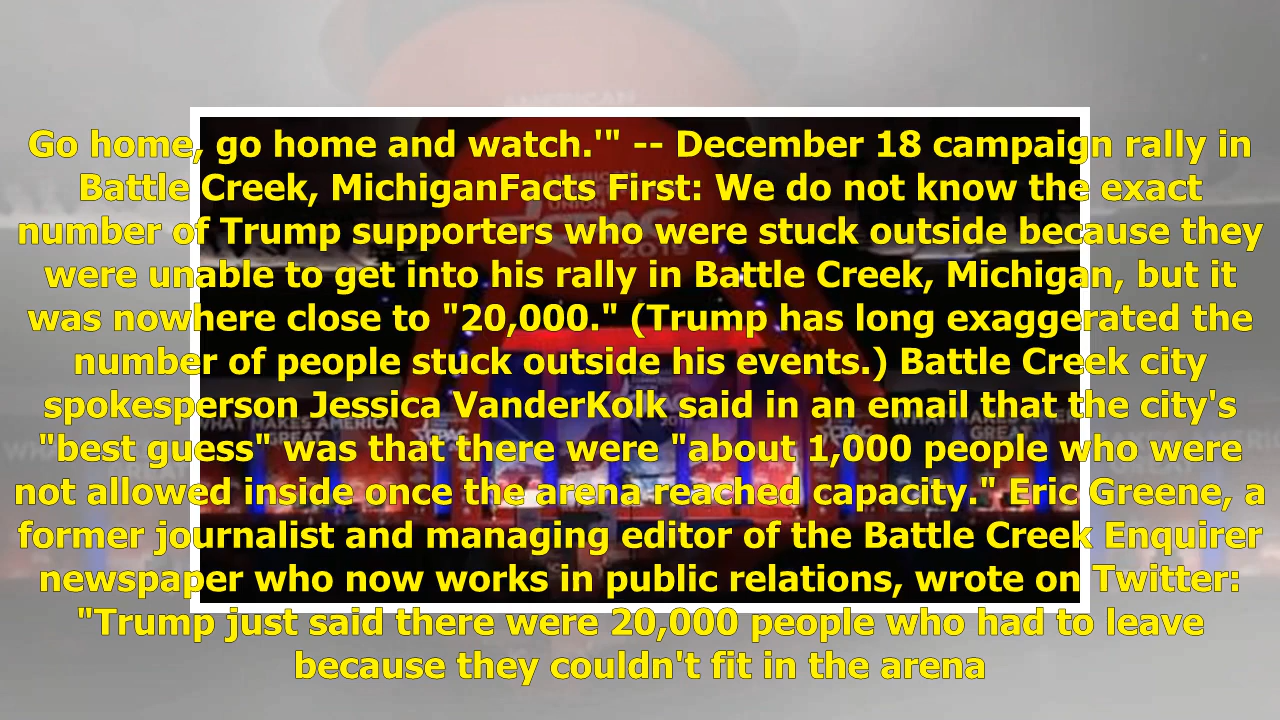 Go home, go home and watch.'" -- December 18 campaign rally in
Battle Creek, MichiganFacts First: We do not know the exact
number of Trump supporters who were stuck outside because they
were unable to get into his rally in Battle Creek, Michigan, but it
was nowhere close to "20,000." (Trump has long exaggerated the
number of people stuck outside his events.) Battle Creek city
spokesperson Jessica VanderKolk said in an email that the city's
"best guess" was that there were "about 1,000 people who were
not allowed inside once the arena reached capacity." Eric Greene, a
former journalist and managing editor of the Battle Creek Enquirer
newspaper who now works in public relations, wrote on Twitter:
"Trump just said there were 20,000 people who had to leave
because they couldn't fit in the arena